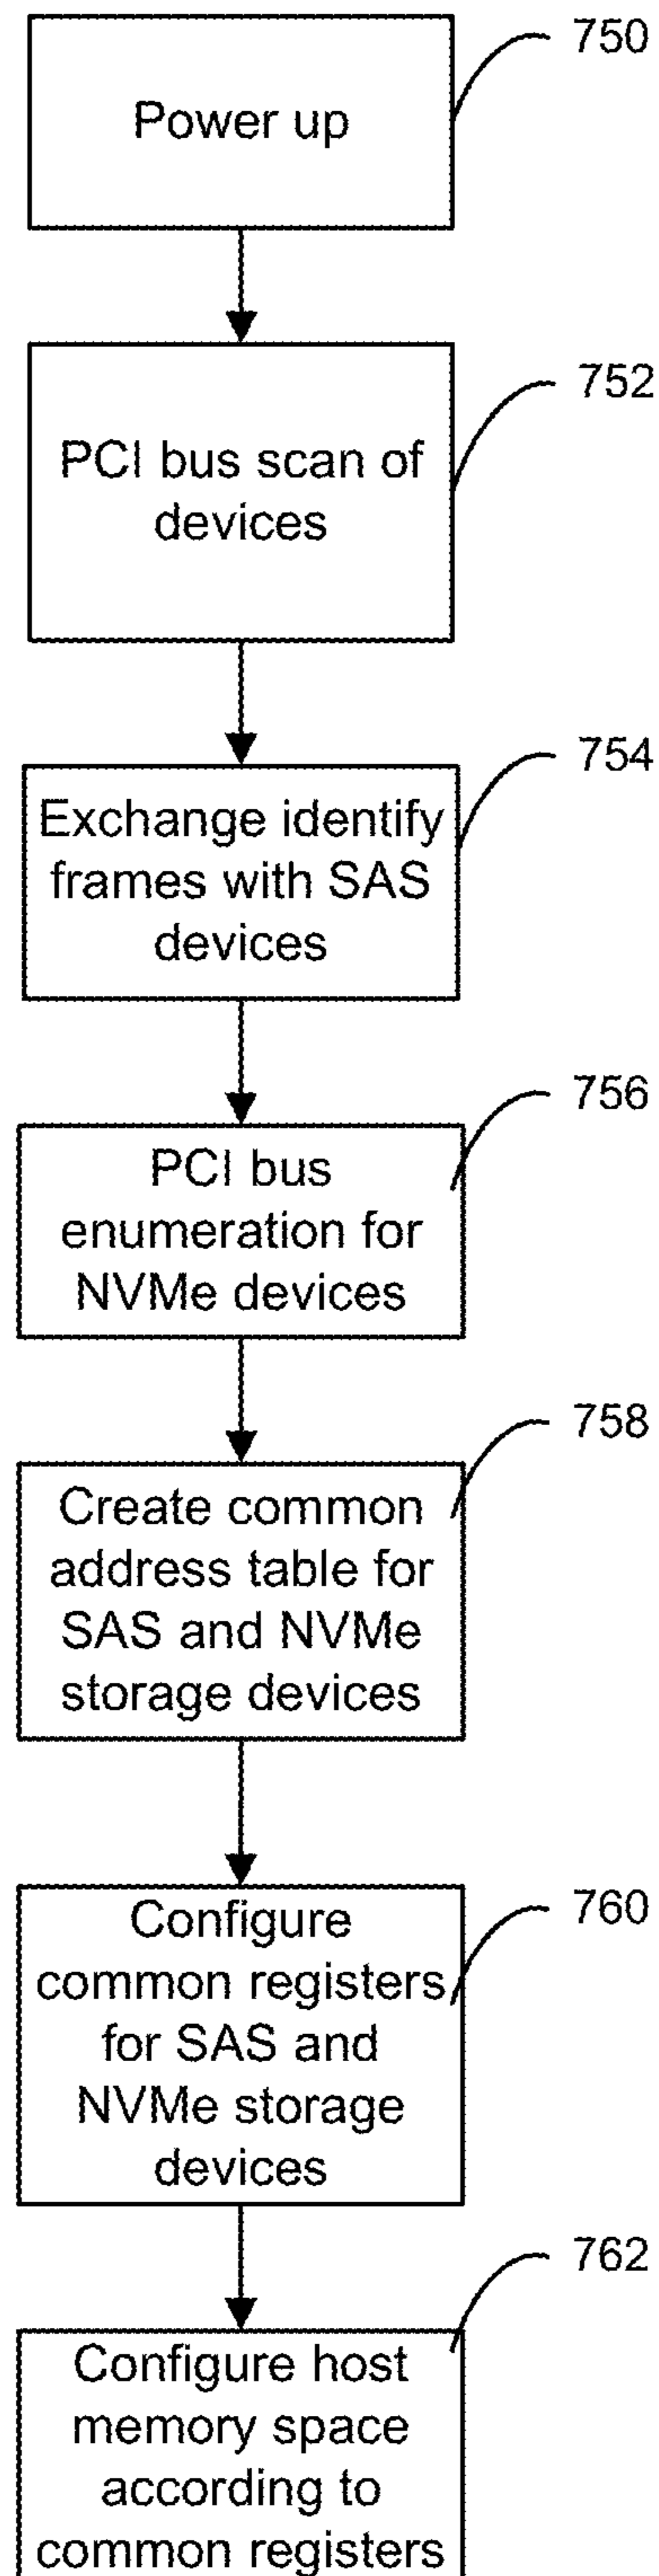 750
Power up
752
PCI bus scan of
devices
754
Exchange identify
frames with SAS
devices
756
PCI bus
enumeration for
NVMe devices
758
Create common
address table for
SAS and NVMe
storage devices
760
Configure
common registers
for SAS and
NVMe storage
devices
762
Configure host
memory space
according to
common registers